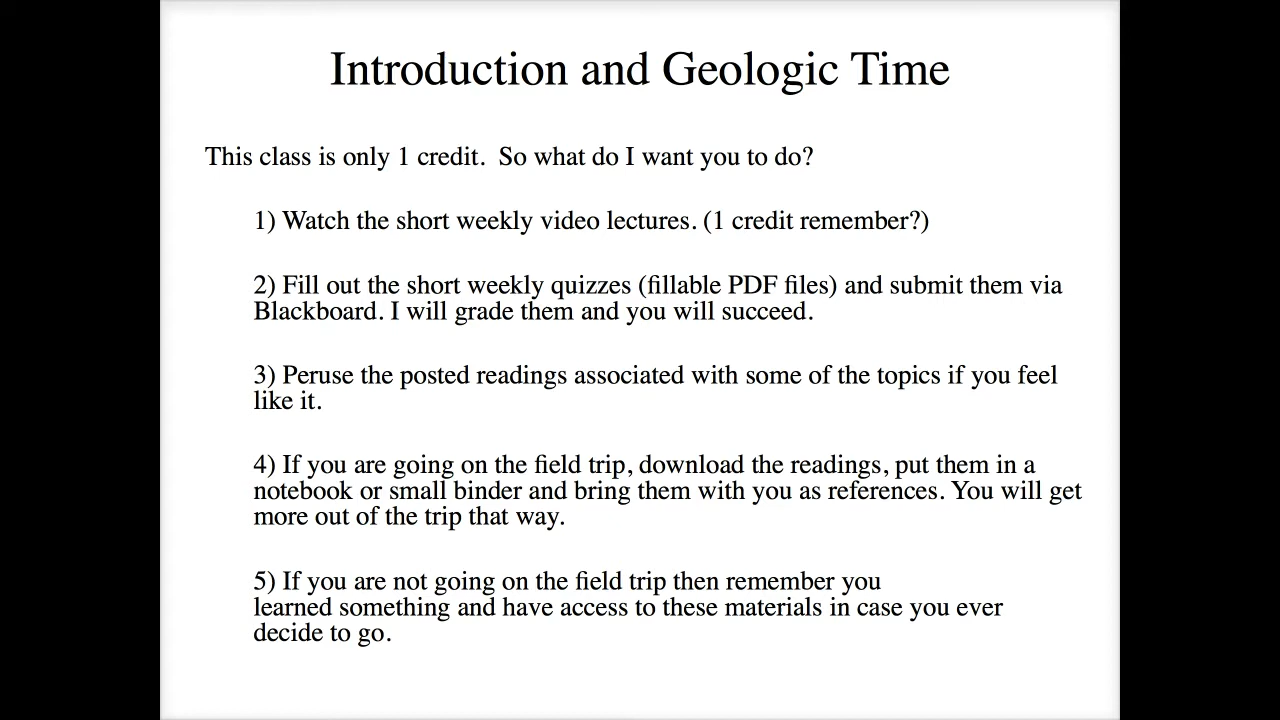 Introduction and Geologic Time
This class is only 1 credit.  So what do I want you to do?
1) Watch the short weekly video lectures. (1 credit remember?)
2) Fill out the short weekly quizzes (fillable PDF files) and submit them via
Blackboard. I will grade them and you will succeed.
3) Peruse the posted readings associated with some of the topics if you feel
like it.
4) If you are going on the field trip, download the readings, put them in a
notebook or small binder and bring them with you as references. You will get
more out of the trip that way.
5) If you are not going on the field trip then remember you
learned something and have access to these materials in case you ever
decide to go.